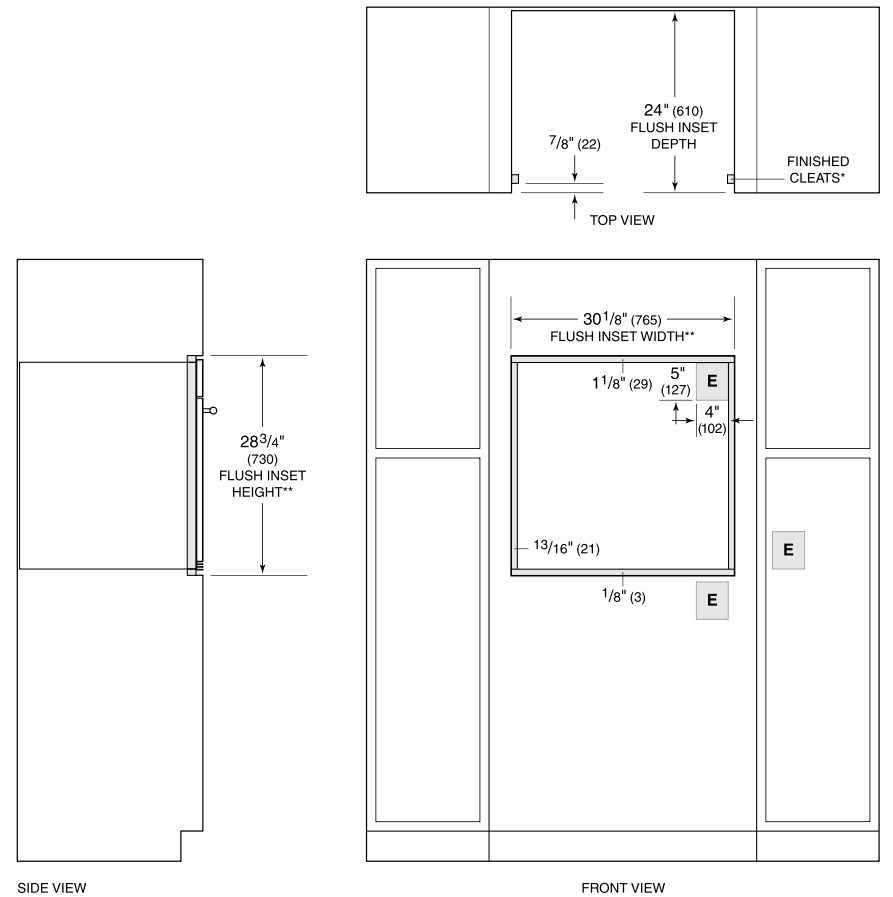 24" (610)
FLUSH INSET
DEPTH
7/8" (22)
FINISHED
CLEATS*
TOP VIEW
30 1/8" (765)
FLUSH INSET WIDTH**
1 1/8" (29)
5"
(127)
E
4"
(102)
28 3/4"
(730)
FLUSH INSET
HEIGHT**
13/16" (21)
E
1/8" (3)
E
SIDE VIEW
FRONT VIEW